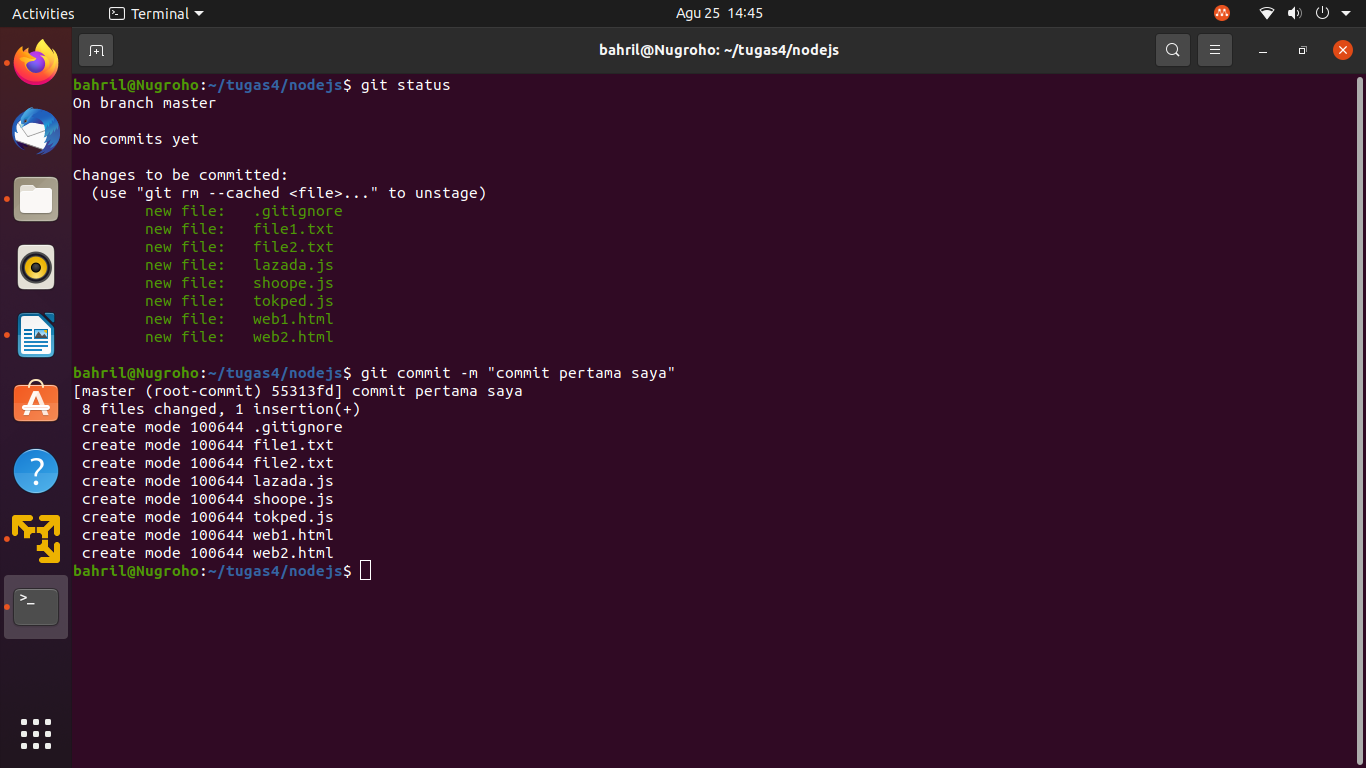 Activities
Terminal
Agu 25 14:45
bahril@Nugroho: ~/tugas4/nodejs
bahril@Nugroho:~/tugas4/nodejs$ git status
On branch master
No commits yet
Changes to be committed:
  (use "git rm --cached <file>..." to unstage)
        new file:   .gitignore
        new file:   file1.txt
        new file:   file2.txt
        new file:   lazada.js
        new file:   shoope.js
        new file:   tokped.js
        new file:   web1.html
        new file:   web2.html
bahril@Nugroho:~/tugas4/nodejs$ git commit -m "commit pertama saya"
[master (root-commit) 55313fd] commit pertama saya
 8 files changed, 1 insertion(+)
 create mode 100644 .gitignore
 create mode 100644 file1.txt
 create mode 100644 file2.txt
 create mode 100644 lazada.js
 create mode 100644 shoope.js
 create mode 100644 tokped.js
 create mode 100644 web1.html
 create mode 100644 web2.html
bahril@Nugroho:~/tugas4/nodejs$